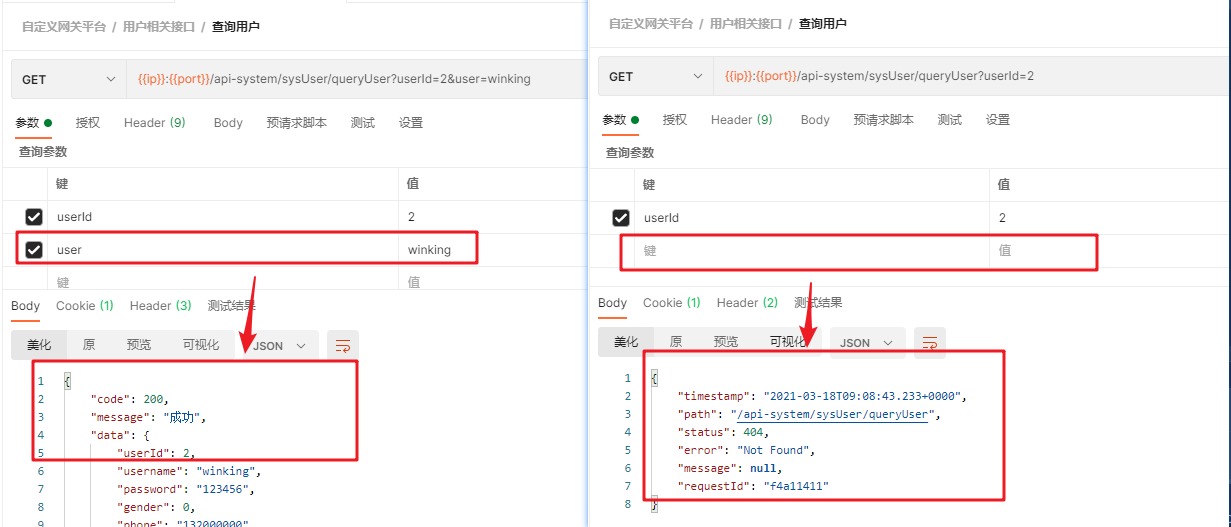 自定义网关平台 / 用户相关接口 / 查询用户
GET {{ip}}:{{port}}/api-system/sysUser/queryUser?userId=2&user=winking
参数 授权 Header (9) Body 预请求脚本 测试 设置
查询参数
键 值
userId 2
user winking
键 值
Body Cookie (1) Header (3) 测试结果
美化 原 预览 可视化 JSON
1 {
2 "code": 200,
3 "message": "成功",
4 "data": {
5 "userId": 2,
6 "username": "winking",
7 "password": "123456",
8 "gender": 0,
9 "phone": "132000000"
自定义网关平台 / 用户相关接口 / 查询用户
GET {{ip}}:{{port}}/api-system/sysUser/queryUser?userId=2
参数 授权 Header (9) Body 预请求脚本 测试 设置
查询参数
键 值
userId 2
键 值
Body Cookie (1) Header (2) 测试结果
美化 原 预览 可视化 JSON
1 {
2 "timestamp": "2021-03-18T09:08:43.233+0000",
3 "path": "/api-system/sysUser/queryUser",
4 "status": 404,
5 "error": "Not Found",
6 "message": null,
7 "requestId": "f4a11411"
8 }